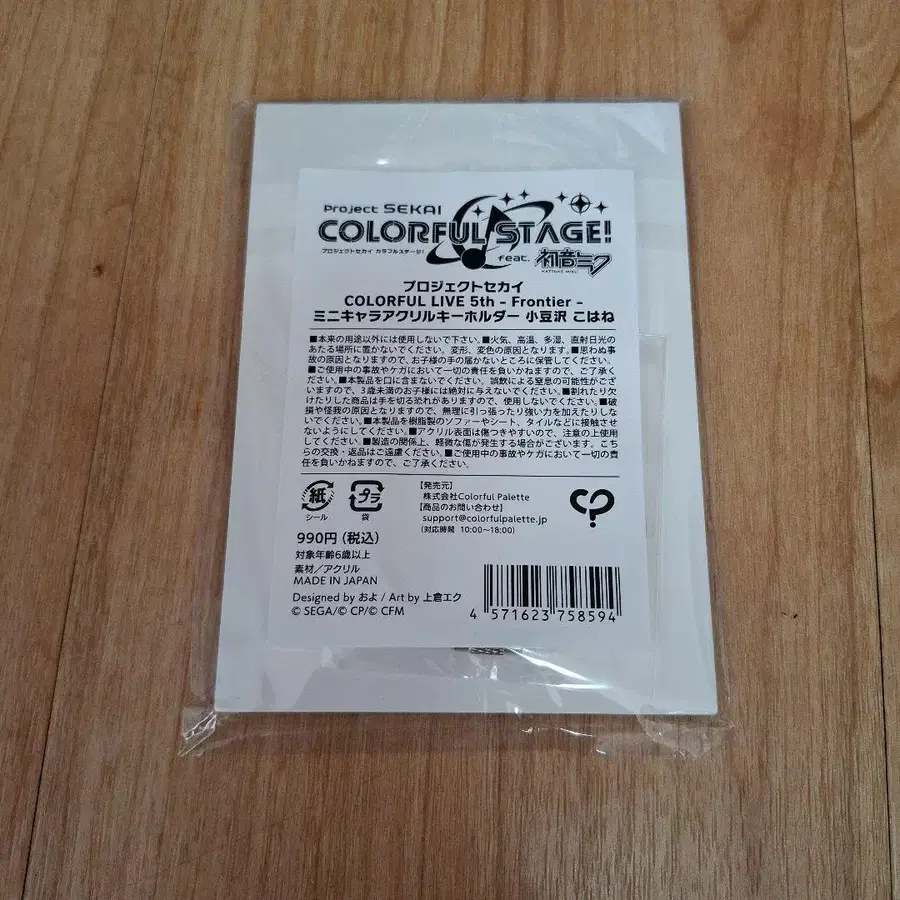 Project SEKAI
COLORFUL STAGE!
プロジェクトセカイ カラフルステージ!
feat. 初音ミク
HATSUNE MIKU
プロジェクトセカイ
COLORFUL LIVE 5th - Frontier -
ミニキャラアクリルキーホルダー 小豆沢 こはね
■本来の用途以外には使用しないで下さい。■火気、高温、多湿、直射日光の
あたる場所に置かないでください。変形、変色の原因となります。■思わぬ事
故の原因となりますので、お子様の手の届かないところに保管してください。
■ご使用中の事故やケガにおいて一切の責任を負いかねますので、ご了承く
ださい。■本製品を口に含まないでください。誤飲による窒息の可能性がござ
いますので、3歳未満のお子様には絶対に与えないでください。■割れたり欠
けたりした商品は手を切る恐れがありますので、使用しないでください。■破
損や怪我の原因となりますので、無理に引っ張ったり強い力を加えたりしな
いでください。■本製品を樹脂製のソファーやシート、タイルなどに接触させ
ないようにしてください。■アクリル表面は傷つきやすいので、注意の上使用
してください。■製造の関係上、軽微な傷が発生する場合がございます。こち
らの交換・返品はご遠慮ください。■ご使用中の事故やケガにおいて一切の責
任を負いかねますので、ご了承ください。
紙
シール
プラ
袋
【発売元】
株式会社Colorful Palette
【商品のお問い合わせ】
support@colorfulpalette.jp
(対応時間 10:00~18:00)
990円(税込)
対象年齢6歳以上
素材/アクリル
MADE IN JAPAN
Designed by およ / Art by 上倉エク
© SEGA/© CP/© CFM
4 571623 758594